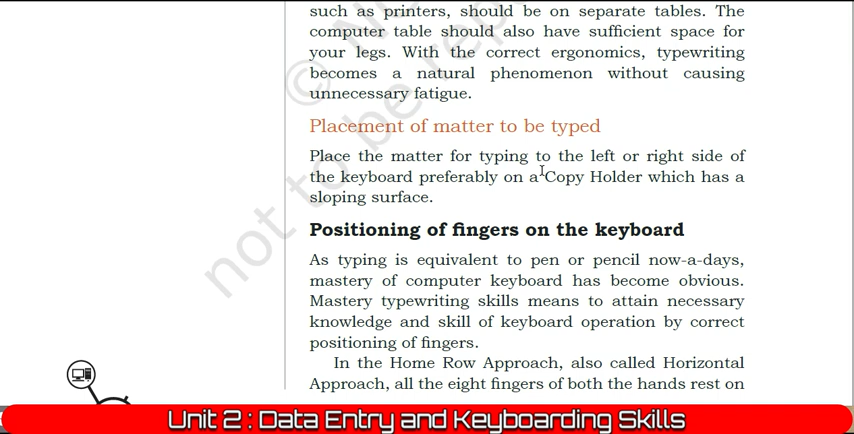 such as printers, should be on separate tables. The
computer table should also have sufficient space for
your legs. With the correct ergonomics, typewriting
becomes a natural phenomenon without causing
unnecessary fatigue.
Placement of matter to be typed
Place the matter for typing to the left or right side of
the keyboard preferably on a Copy Holder which has a
sloping surface.
Positioning of fingers on the keyboard
As typing is equivalent to pen or pencil now-a-days,
mastery of computer keyboard has become obvious.
Mastery typewriting skills means to attain necessary
knowledge and skill of keyboard operation by correct
positioning of fingers.
In the Home Row Approach, also called Horizontal
Approach, all the eight fingers of both the hands rest on
© N
not to be rep
Unit 2 : Data Entry and Keyboarding Skills